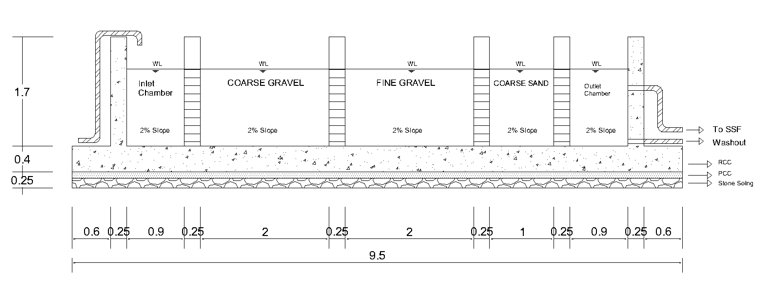 WL WL WL WL WL
Inlet
Chamber
COARSE GRAVEL
FINE GRAVEL
COARSE SAND
Outlet
Chamber
2% Slope 2% Slope 2% Slope 2% Slope 2% Slope
1.7
0.4
0.25
To SSF
Washout
RCC
PCC
Stone Soling
0.6 0.25 0.9 0.25 2 0.25 2 0.25 1 0.25 0.9 0.25 0.6
9.5